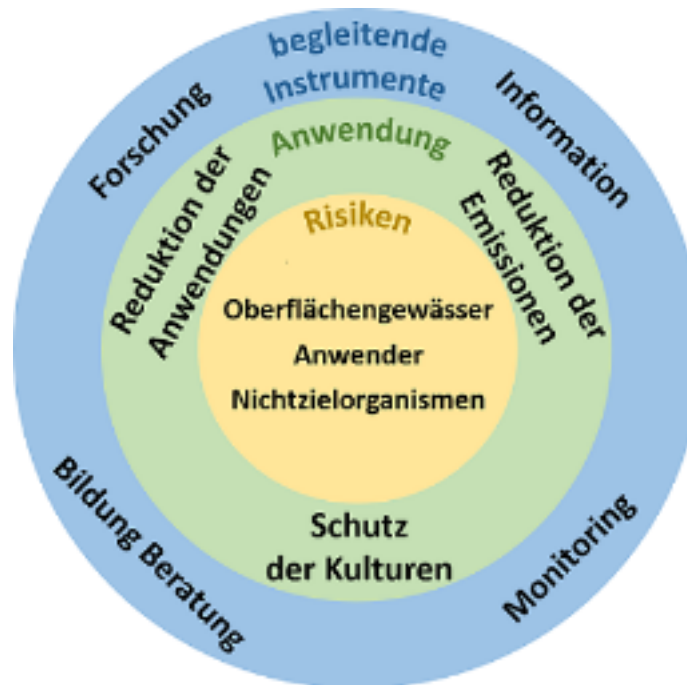 begleitende
Instrumente
Forschung
Information
Anwendung
Reduktion der
Anwendungen
Reduktion der
Emissionen
Risiken
Oberflächengewässer
Anwender
Nichtzielorganismen
Schutz
der Kulturen
Bildung Beratung
Monitoring